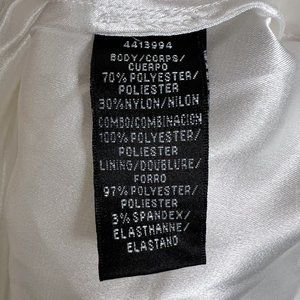 4413994
BODY/CORPS/
CUERPO
70% POLYESTER/
POLIESTER
30% NYLON/NILON
COMBO/COMBINACION
100% POLYESTER/
POLIESTER
LINING/DOUBLURE/
FORRO
97% POLYESTER/
POLIESTER
3% SPANDEX/
ELASTHANNE/
ELASTANO